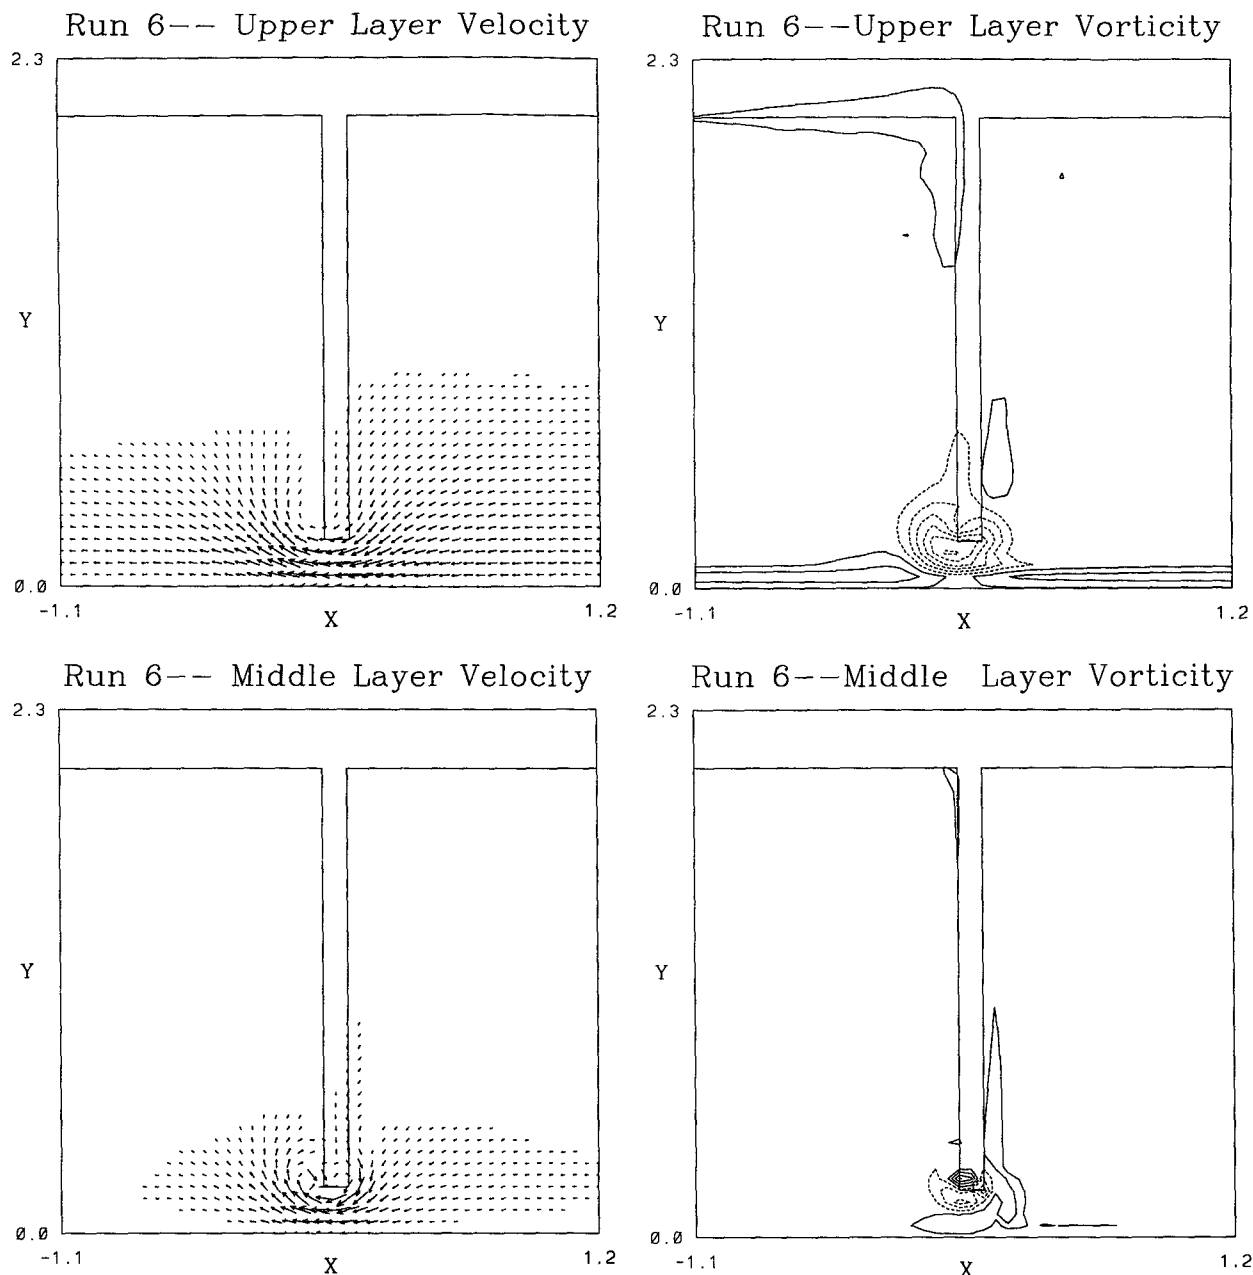 Run 6-- Upper Layer Velocity
2.3
Y
0.0
-1.1
X
1.2
Run 6--Upper Layer Vorticity
2.3
Y
0.0
-1.1
X
1.2
Run 6-- Middle Layer Velocity
2.3
Y
0.0
-1.1
X
1.2
Run 6--Middle Layer Vorticity
2.3
Y
0.0
-1.1
X
1.2